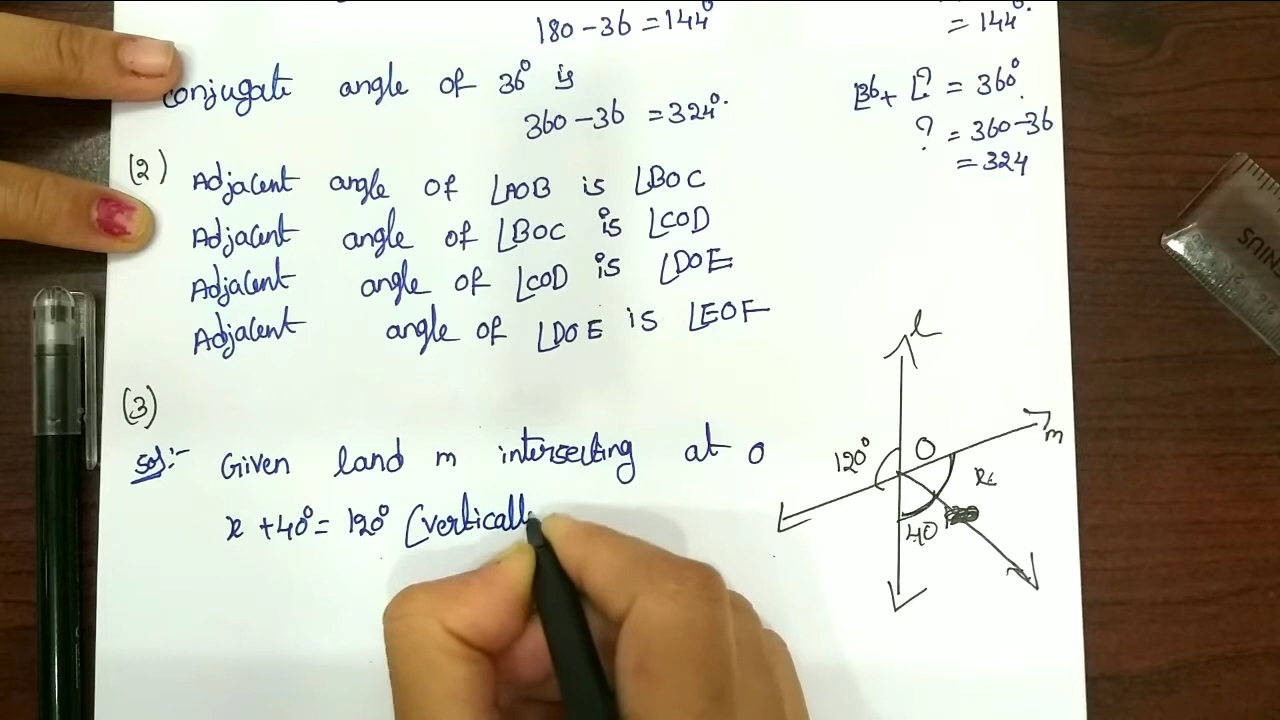 180 - 36 = 144°
= 144°
conjugate angle of 36° is
360 - 36 = 324°.
∠36 + ∠? = 360°
? = 360 - 36
= 324
(2) Adjacent angle of ∠AOB is ∠BOC
Adjacent angle of ∠BOC is ∠COD
Adjacent angle of ∠COD is ∠DOE
Adjacent angle of ∠DOE is ∠EOF
(3)
Sol:- Given l and m intersecting at o
x + 40° = 120° (verticall
l
m
O
120°
x
40